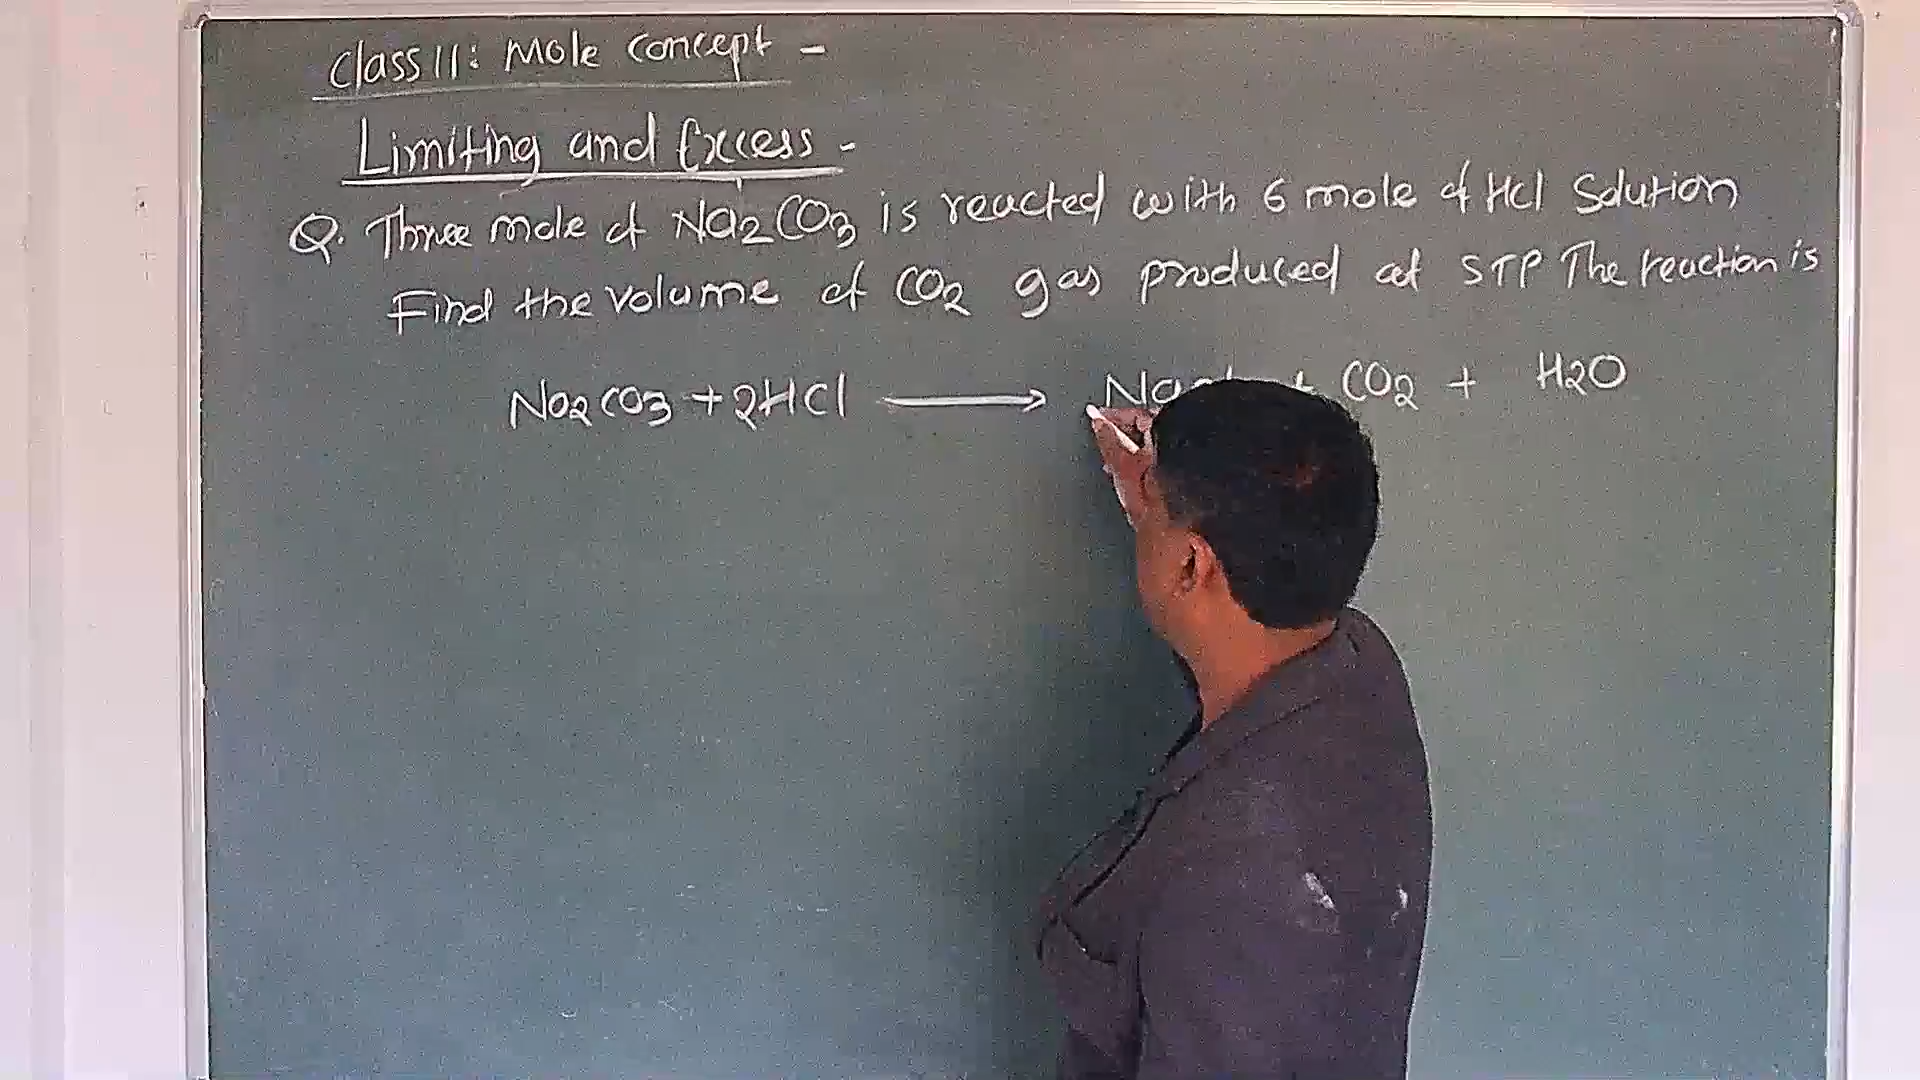 Class 11: Mole Concept -
Limiting and Excess -
Q. Three mole of Na2CO3 is reacted with 6 mole of HCl Solution
Find the volume of CO2 gas produced at STP The reaction is
Na2CO3 + 2HCl ⟶ Na + CO2 + H2O